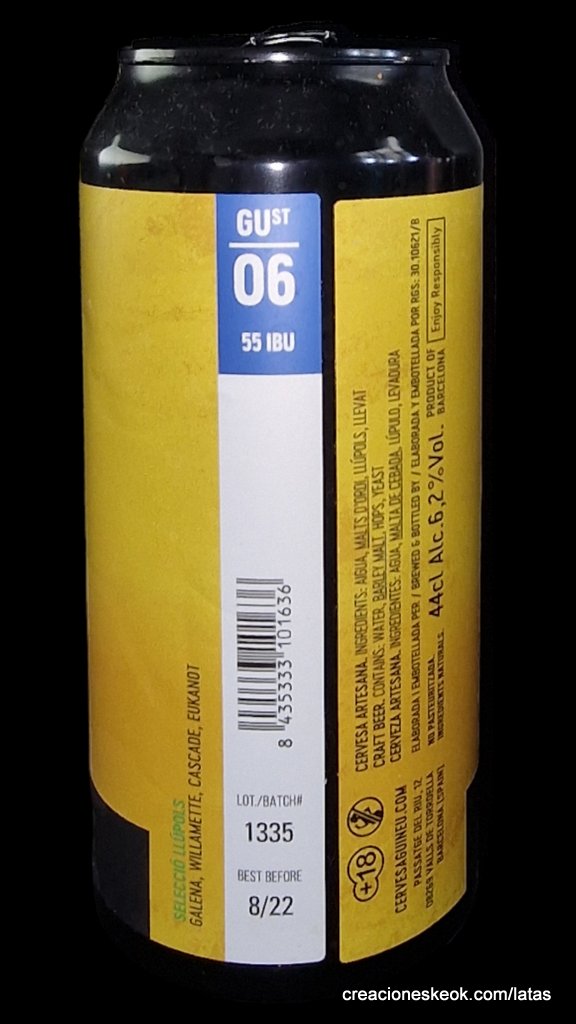 GUST
06
55 IBU
SELECCIÓ LLÚPOLS
GALENA, WILLAMETTE, CASCADE, EUKANOT
8 435333 101636
LOT./BATCH#
1335
BEST BEFORE
8/22
CERVESA ARTESANA. INGREDIENTS: AIGUA, MALTS D'ORDI, LLÚPOLS, LLEVAT
CRAFT BEER. CONTAINS: WATER, BARLEY MALT, HOPS, YEAST
CERVEZA ARTESANA. INGREDIENTES: AGUA, MALTA DE CEBADA, LÚPULO, LEVADURA
ELABORADA I EMBOTELLADA PER / BREWED & BOTTLED BY / ELABORADA Y EMBOTELLADA POR RGS: 30.10621/B
NO PASTEURITZADA.
INGREDIENTS NATURALS.
44cl Alc.6,2%Vol.
PRODUCT OF
BARCELONA
Enjoy Responsibly
+18
CERVESAGUINEU.COM
PASSATGE DEL RIU, 12
08269 VALLS DE TORROELLA
BARCELONA (SPAIN)
creacioneskeok.com/latas